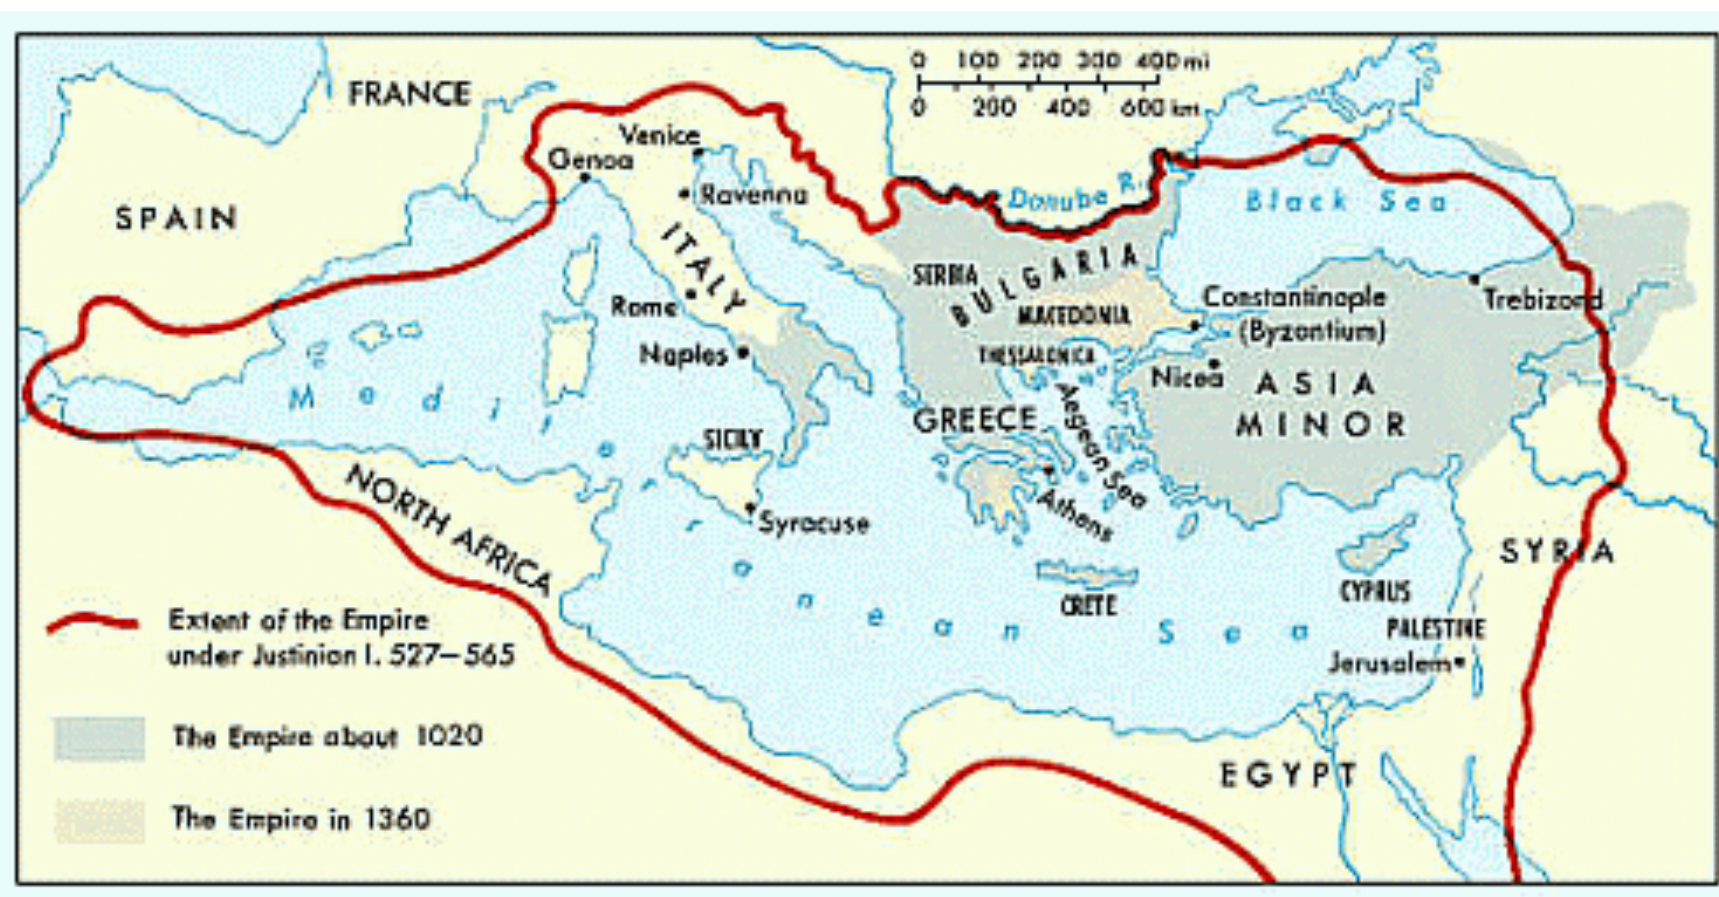 0 100 200 300 400 mi
0 200 400 600 km
FRANCE
Venice
Genoa
Ravenna
Danube R.
Black Sea
SPAIN
ITALY
SERBIA
BULGARIA
Rome
MACEDONIA
Constantinople
(Byzantium)
Trebizond
Naples
THESSALONICA
Nicea
ASIA
MINOR
Mediterranean Sea
GREECE
Aegean Sea
SICILY
Athens
Syracuse
NORTH AFRICA
SYRIA
CRETE
CYPRUS
PALESTINE
Jerusalem
EGYPT
Extent of the Empire
under Justinian I. 527–565
The Empire about 1020
The Empire in 1360